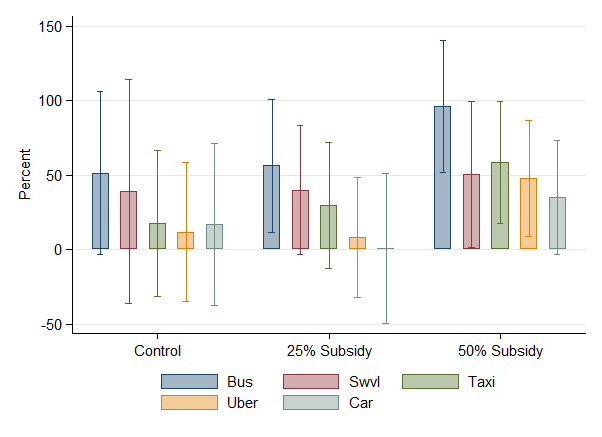 150
100
50
0
-50
Percent
Control 25% Subsidy 50% Subsidy
Bus Swvl Taxi
Uber Car